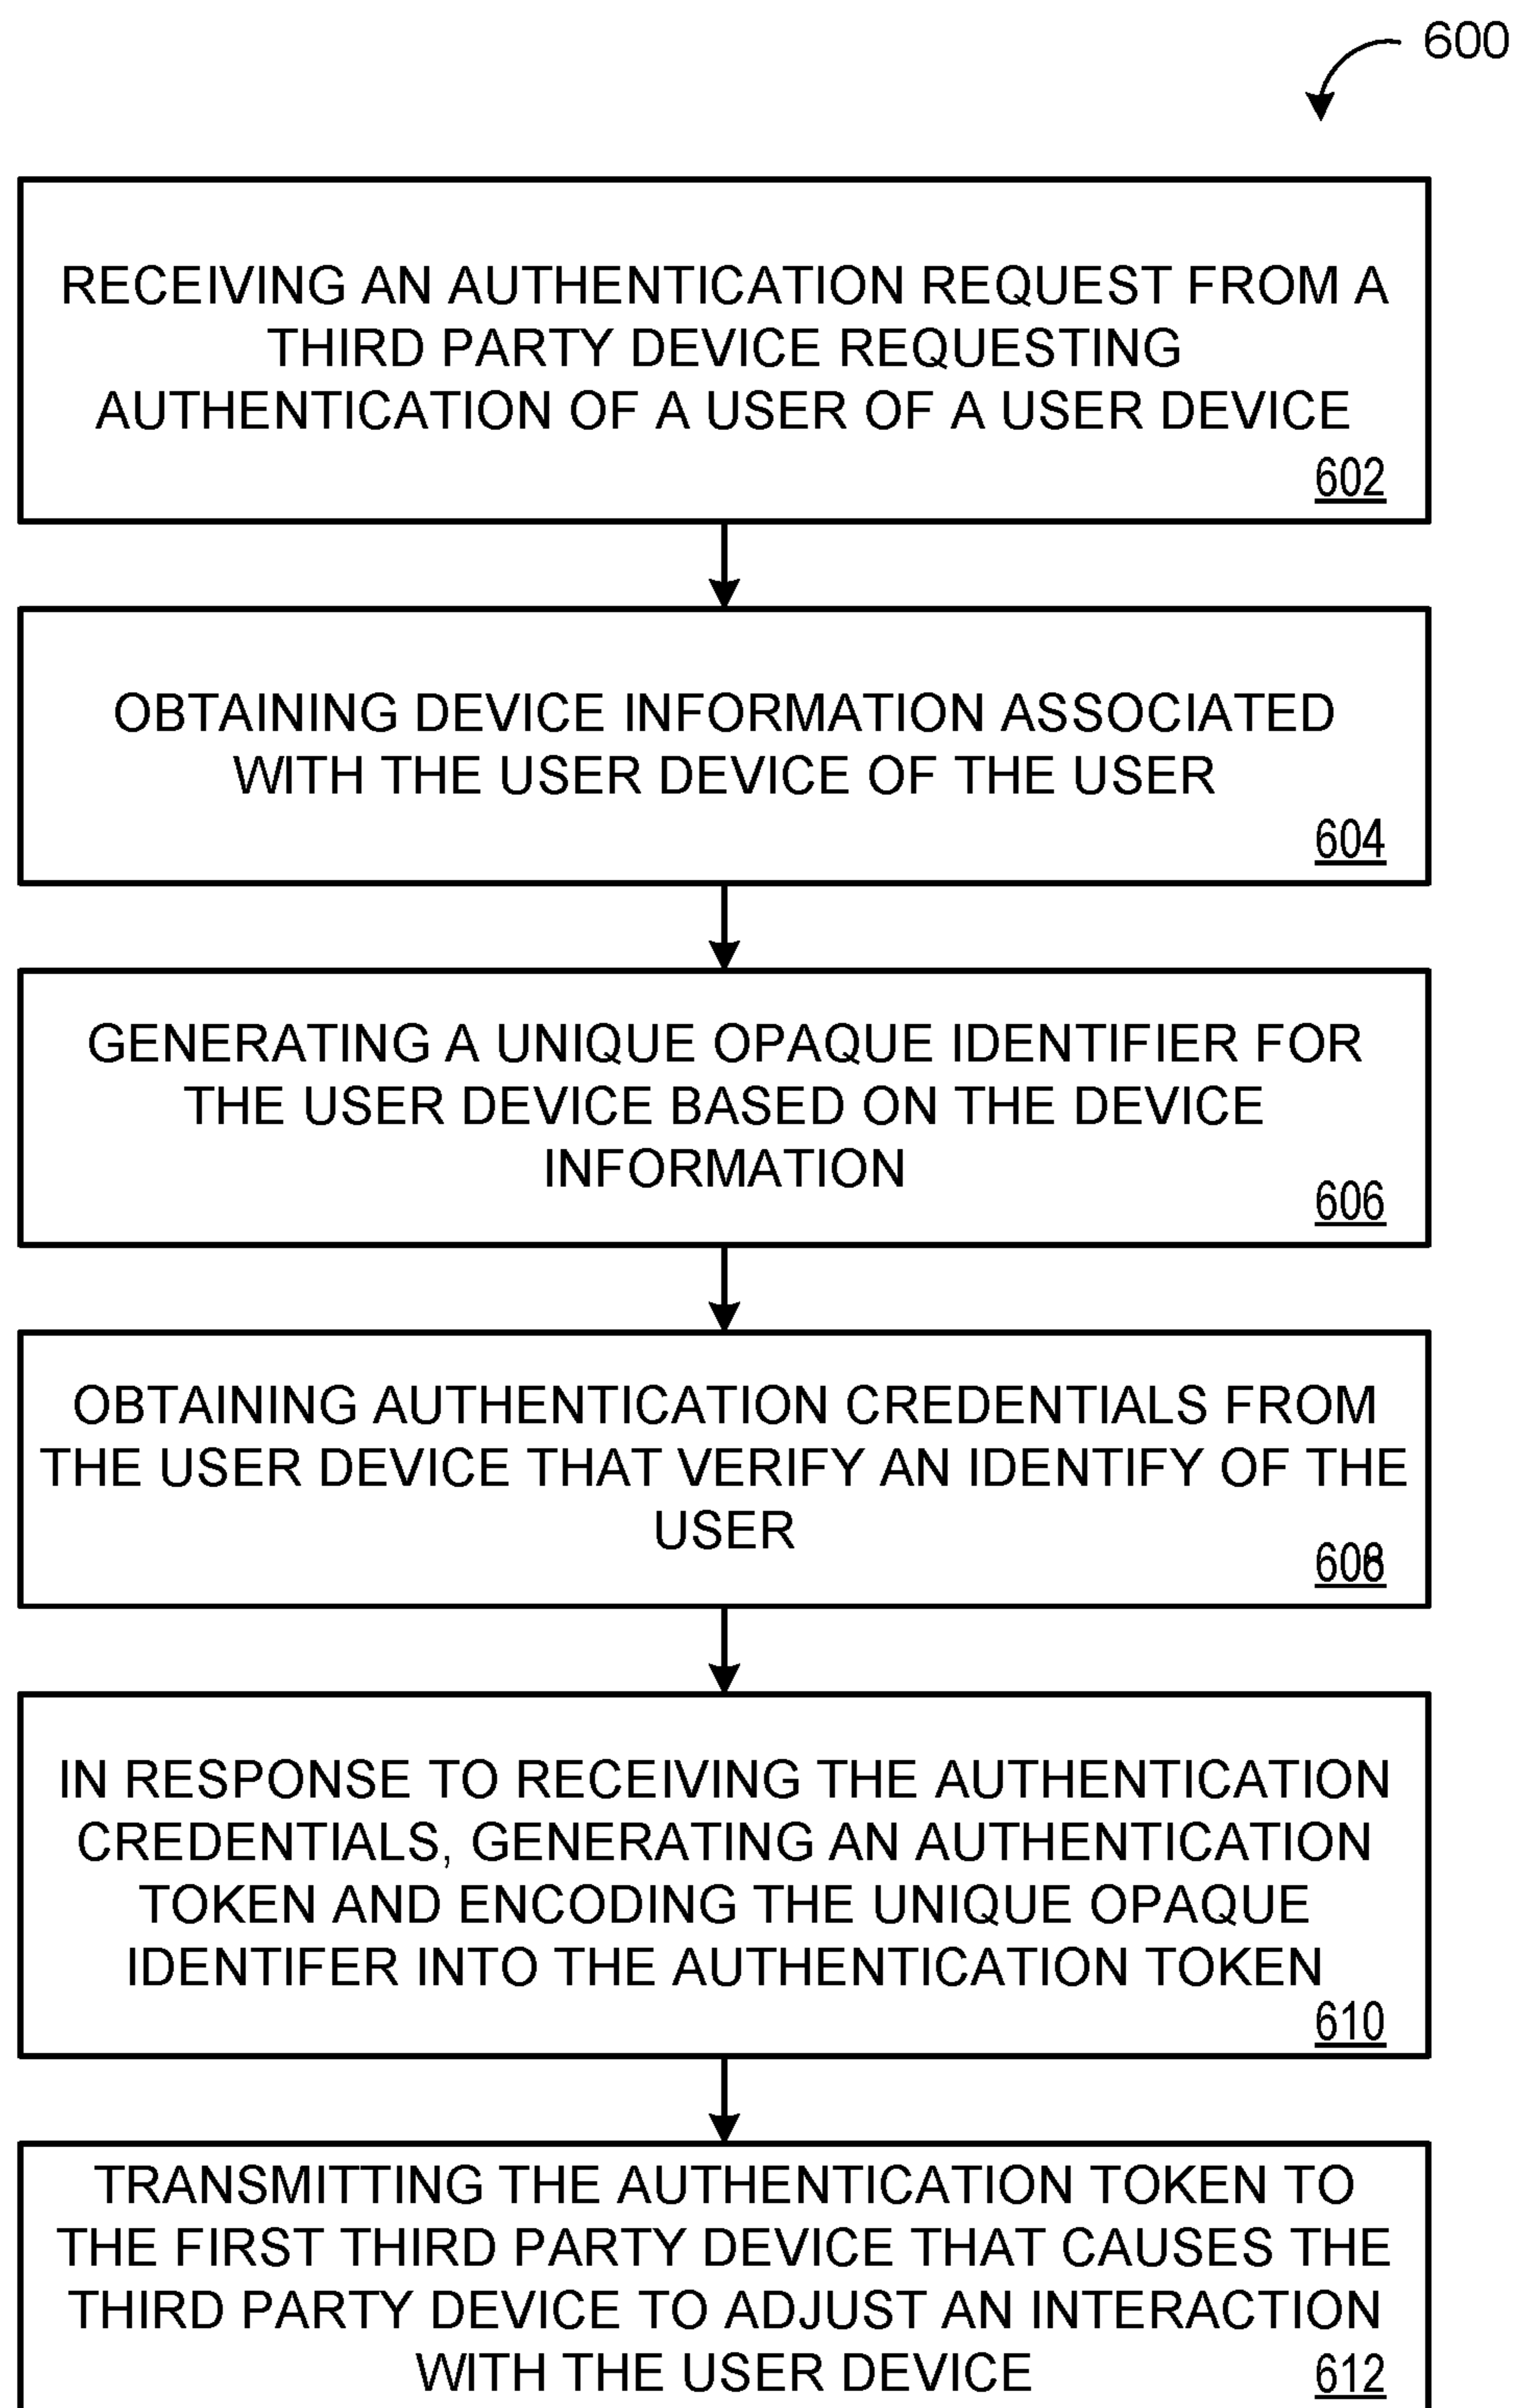 600
RECEIVING AN AUTHENTICATION REQUEST FROM A
THIRD PARTY DEVICE REQUESTING
AUTHENTICATION OF A USER OF A USER DEVICE
602
OBTAINING DEVICE INFORMATION ASSOCIATED
WITH THE USER DEVICE OF THE USER
604
GENERATING A UNIQUE OPAQUE IDENTIFIER FOR
THE USER DEVICE BASED ON THE DEVICE
INFORMATION
606
OBTAINING AUTHENTICATION CREDENTIALS FROM
THE USER DEVICE THAT VERIFY AN IDENTIFY OF THE
USER
608
IN RESPONSE TO RECEIVING THE AUTHENTICATION
CREDENTIALS, GENERATING AN AUTHENTICATION
TOKEN AND ENCODING THE UNIQUE OPAQUE
IDENTIFER INTO THE AUTHENTICATION TOKEN
610
TRANSMITTING THE AUTHENTICATION TOKEN TO
THE FIRST THIRD PARTY DEVICE THAT CAUSES THE
THIRD PARTY DEVICE TO ADJUST AN INTERACTION
WITH THE USER DEVICE
612